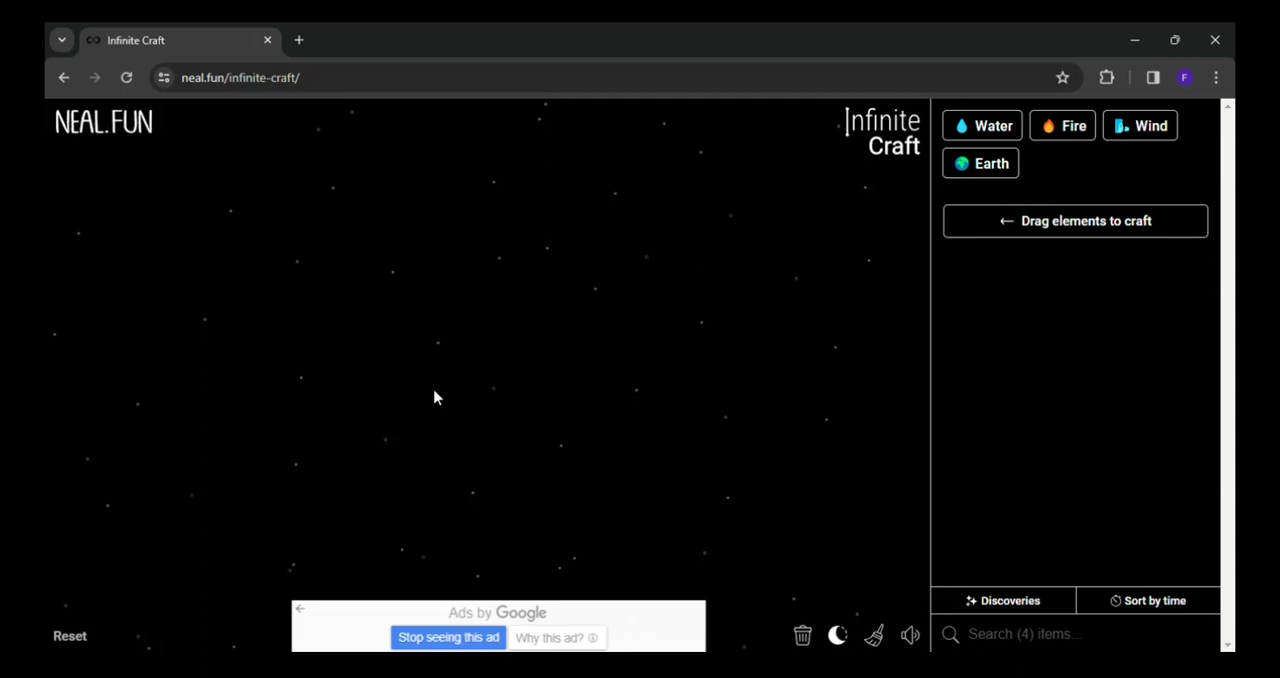 Infinite Craft
neal.fun/infinite-craft/
F
NEAL.FUN
Infinite
Craft
Water
Fire
Wind
Earth
← Drag elements to craft
Ads by Google
Stop seeing this ad
Why this ad?
Discoveries
Sort by time
Reset
Search (4) items...